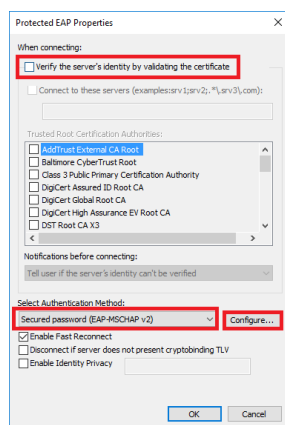 Protected EAP Properties
When connecting:
Verify the server's identity by validating the certificate
Connect to these servers (examples:srv1;srv2;.*\.srv3\.com):
Trusted Root Certification Authorities:
AddTrust External CA Root
Baltimore CyberTrust Root
Class 3 Public Primary Certification Authority
DigiCert Assured ID Root CA
DigiCert Global Root CA
DigiCert High Assurance EV Root CA
DST Root CA X3
Notifications before connecting:
Tell user if the server's identity can't be verified
Select Authentication Method:
Secured password (EAP-MSCHAP v2) Configure...
Enable Fast Reconnect
Disconnect if server does not present cryptobinding TLV
Enable Identity Privacy
OK Cancel